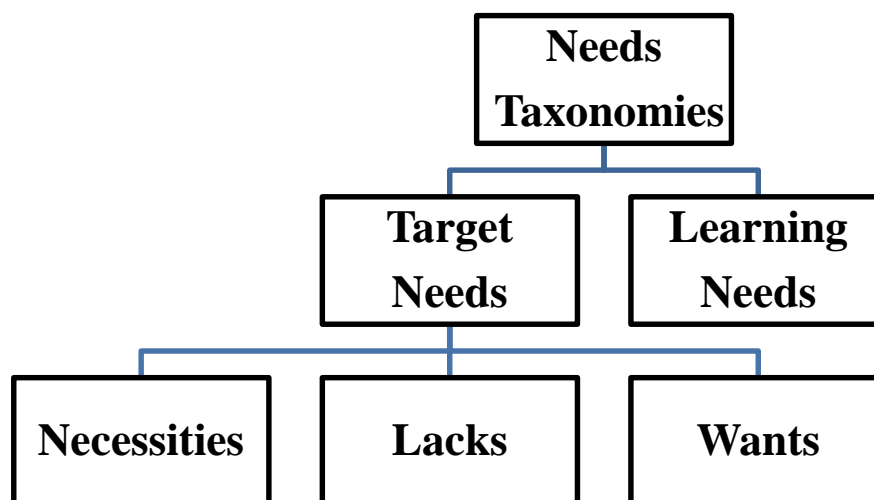 Needs
Taxonomies
Target
Needs
Learning
Needs
Necessities
Lacks
Wants